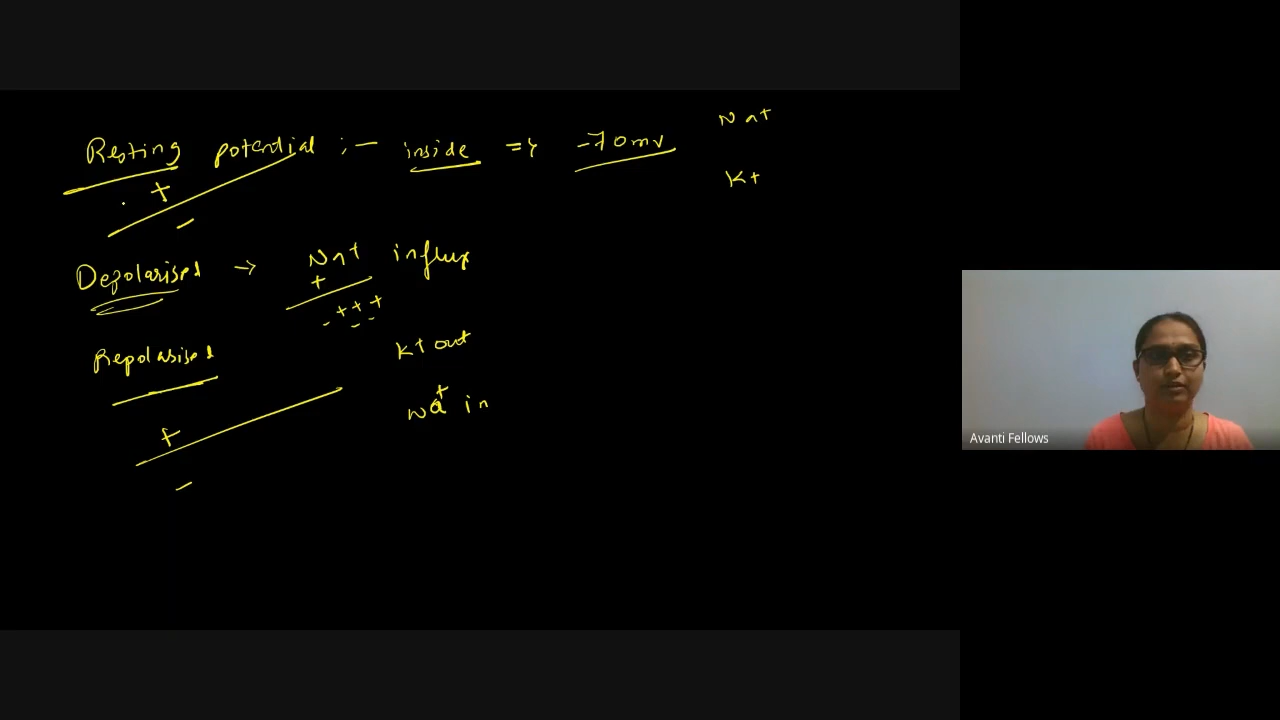 Resting potential :- inside => -70mv Na+
K+
+
-
Depolarised → Na+ influx
+
+ + +
- - -
Repolarised K+ out
Na+ in
+
-
Avanti Fellows